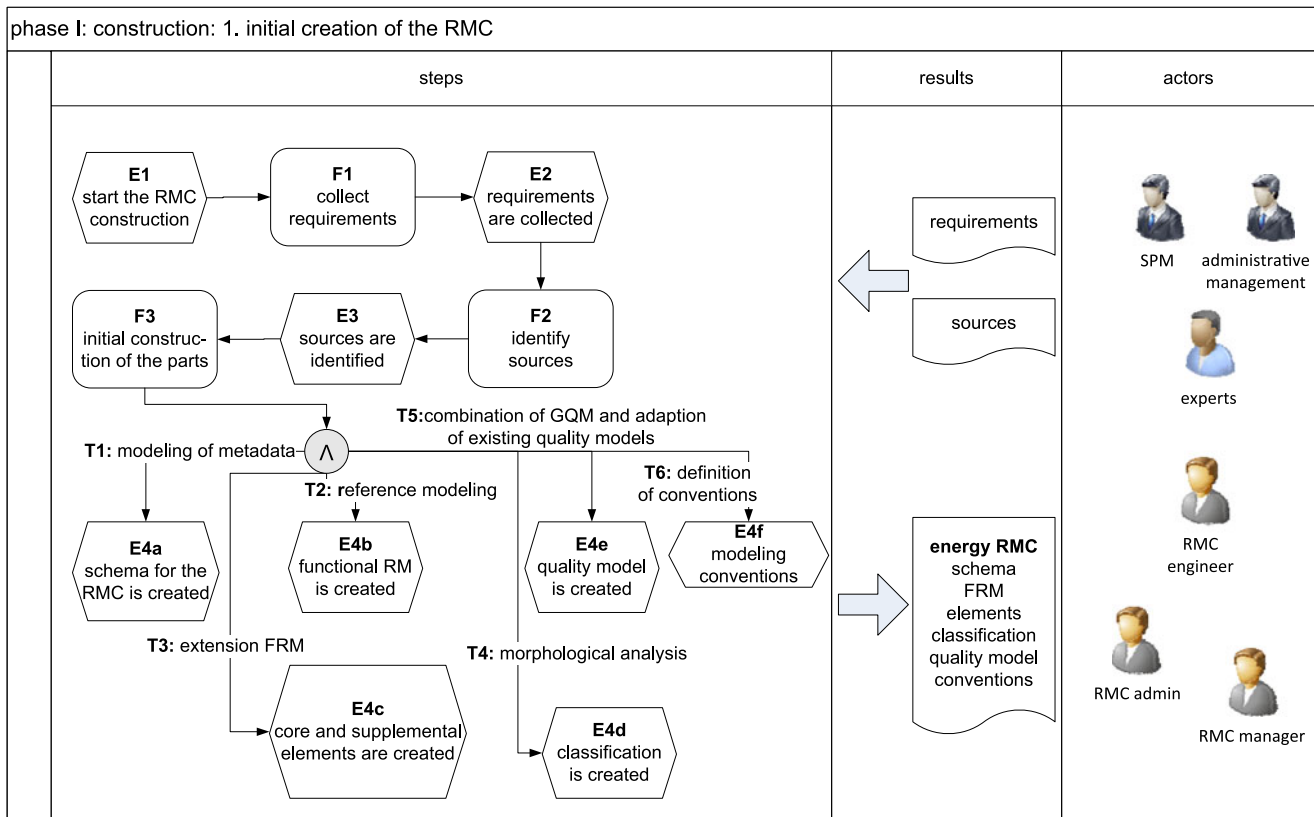 phase I: construction: 1. initial creation of the RMC
steps
results
actors
E1
start the RMC
construction
F1
collect
requirements
E2
requirements
are collected
F3
initial construc-
tion of the parts
E3
sources are
identified
F2
identify
sources
T5:combination of GQM and adaption
of existing quality models
T1: modeling of metadata
Λ
T2: reference modeling
T6: definition
of conventions
E4a
schema for the
RMC is created
E4b
functional RM
is created
E4e
quality model
is created
E4f
modeling
conventions
T3: extension FRM
T4: morphological analysis
E4c
core and supplemental
elements are created
E4d
classification
is created
requirements
sources
energy RMC
schema
FRM
elements
classification
quality model
conventions
SPM
administrative
management
experts
RMC
engineer
RMC admin
RMC manager